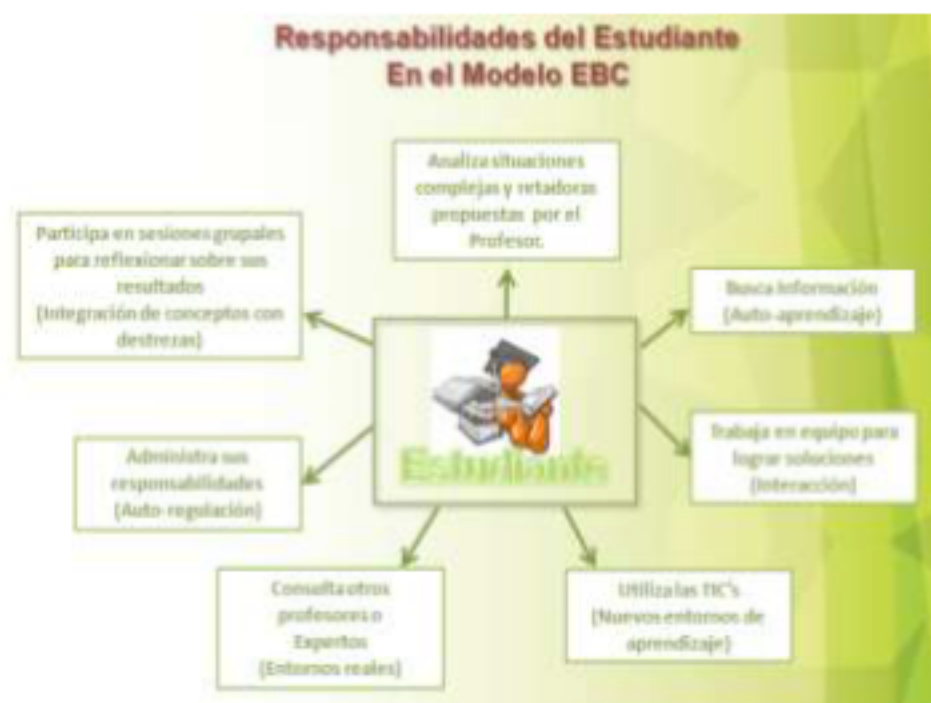 Responsabilidades del Estudiante
En el Modelo EBC
Analiza situaciones
complejas y retadoras
propuestas por el
Profesor.
Participa en sesiones grupales
para reflexionar sobre sus
resultados
(Integración de conceptos con
destrezas)
Busca Información
(Auto-aprendizaje)
Estudiante
Trabaja en equipo para
lograr soluciones
(Interacción)
Administra sus
responsabilidades
(Auto-regulación)
Consulta otros
profesores o
Expertos
(Entornos reales)
Utiliza las TIC's
(Nuevos entornos de
aprendizaje)